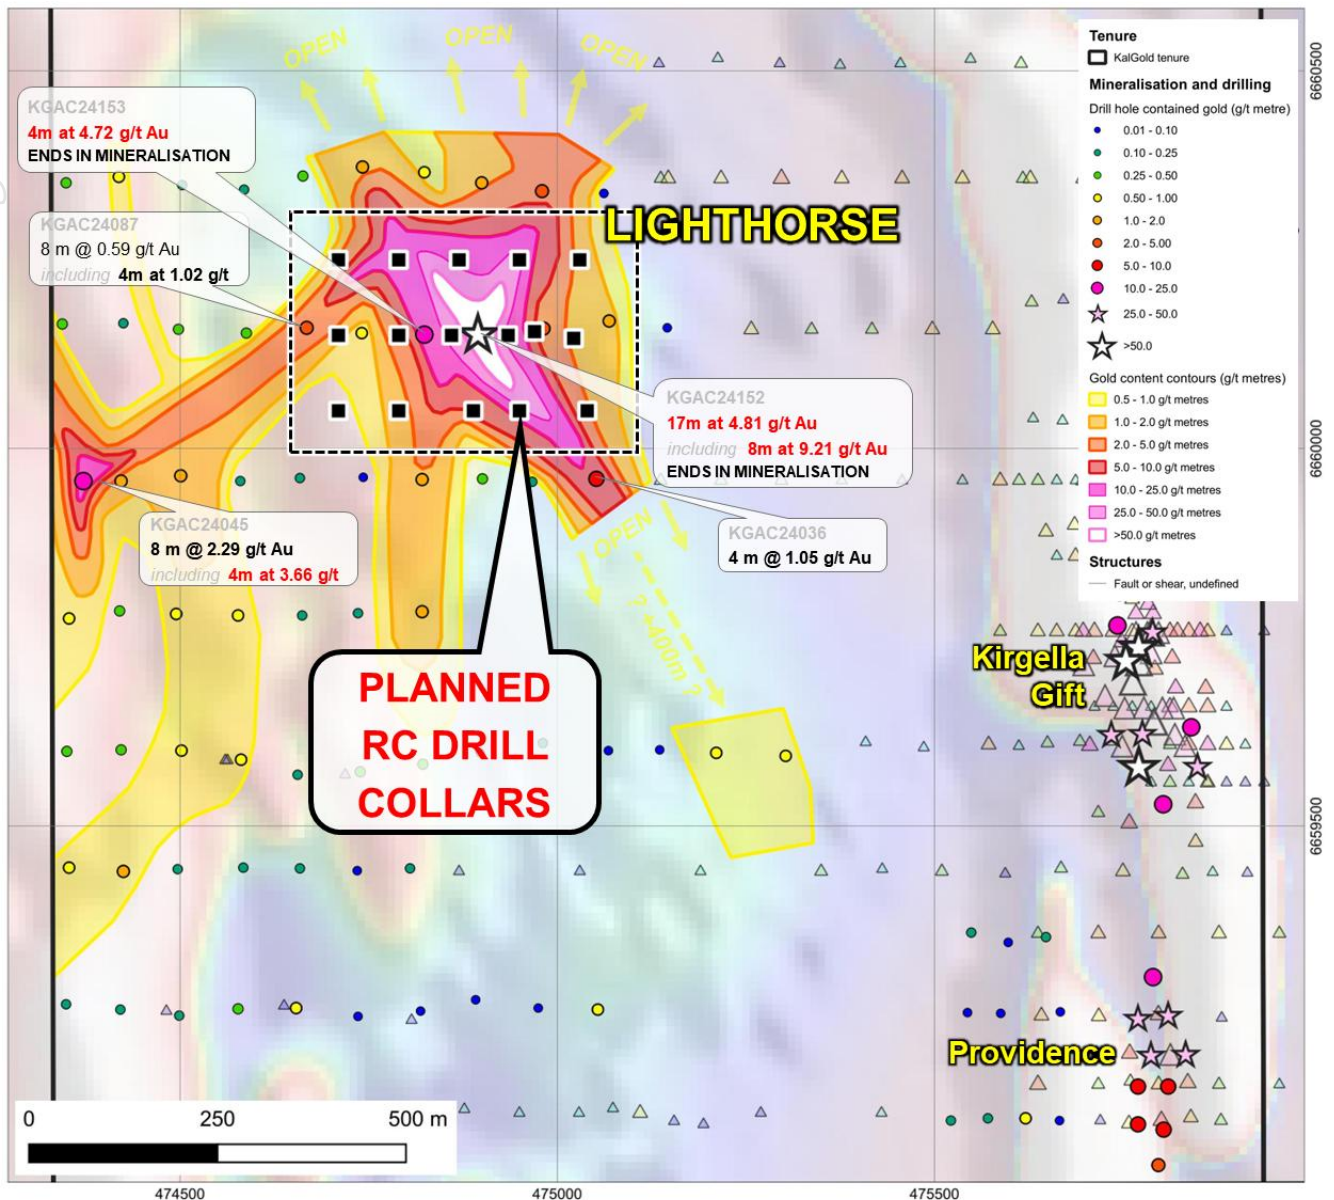 OPEN
OPEN
OPEN
KGAC24153
4m at 4.72 g/t Au
ENDS IN MINERALISATION
KGAC24087
8 m @ 0.59 g/t Au
including 4m at 1.02 g/t
LIGHTHORSE
KGAC24152
17m at 4.81 g/t Au
including 8m at 9.21 g/t Au
ENDS IN MINERALISATION
KGAC24045
8 m @ 2.29 g/t Au
including 4m at 3.66 g/t
KGAC24036
4 m @ 1.05 g/t Au
OPEN
? +400m ?
PLANNED
RC DRILL
COLLARS
Kirgella
Gift
Providence
Tenure
KalGold tenure
Mineralisation and drilling
Drill hole contained gold (g/t metre)
0.01 - 0.10
0.10 - 0.25
0.25 - 0.50
0.50 - 1.00
1.0 - 2.0
2.0 - 5.00
5.0 - 10.0
10.0 - 25.0
25.0 - 50.0
>50.0
Gold content contours (g/t metres)
0.5 - 1.0 g/t metres
1.0 - 2.0 g/t metres
2.0 - 5.0 g/t metres
5.0 - 10.0 g/t metres
10.0 - 25.0 g/t metres
25.0 - 50.0 g/t metres
>50.0 g/t metres
Structures
Fault or shear, undefined
6660500
6660000
6659500
0 250 500 m
474500 475000 475500